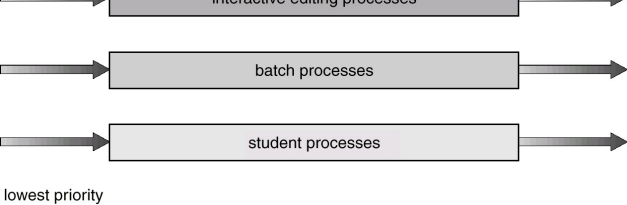 interactive editing processes
batch processes
student processes
lowest priority